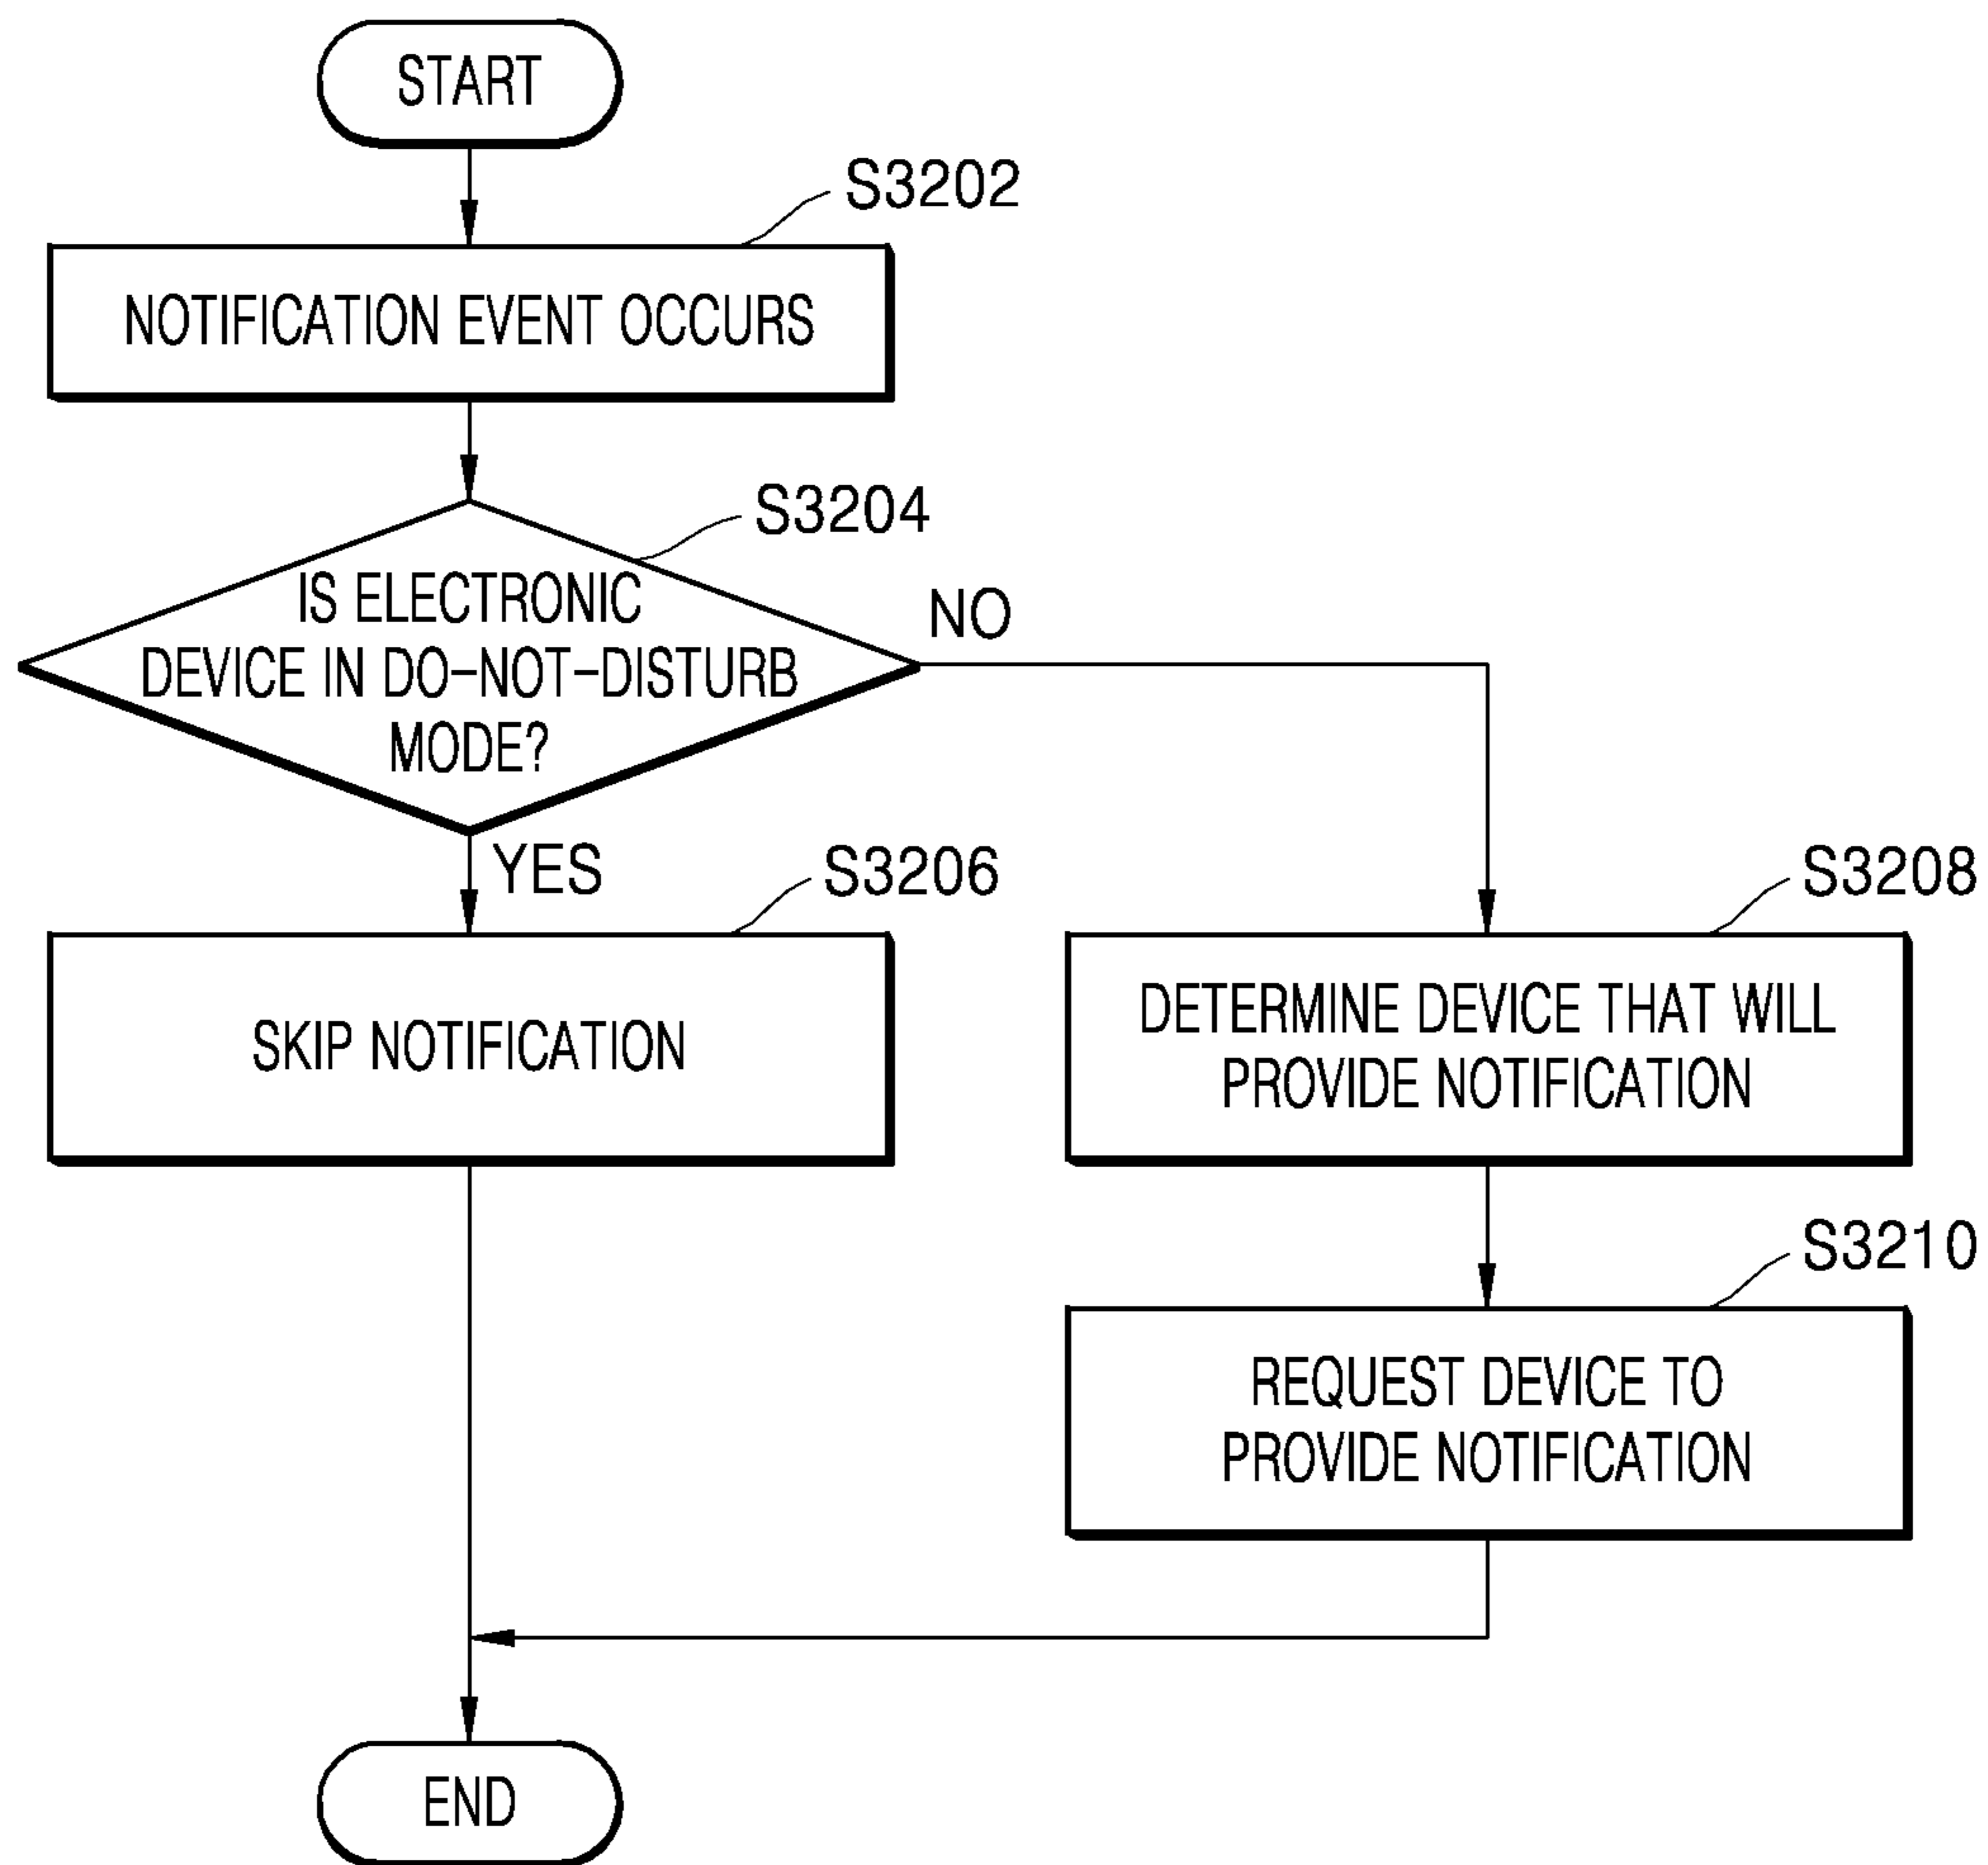 START
S3202
NOTIFICATION EVENT OCCURS
S3204
IS ELECTRONIC
DEVICE IN DO-NOT-DISTURB
MODE?
NO
YES
S3206
SKIP NOTIFICATION
S3208
DETERMINE DEVICE THAT WILL
PROVIDE NOTIFICATION
S3210
REQUEST DEVICE TO
PROVIDE NOTIFICATION
END